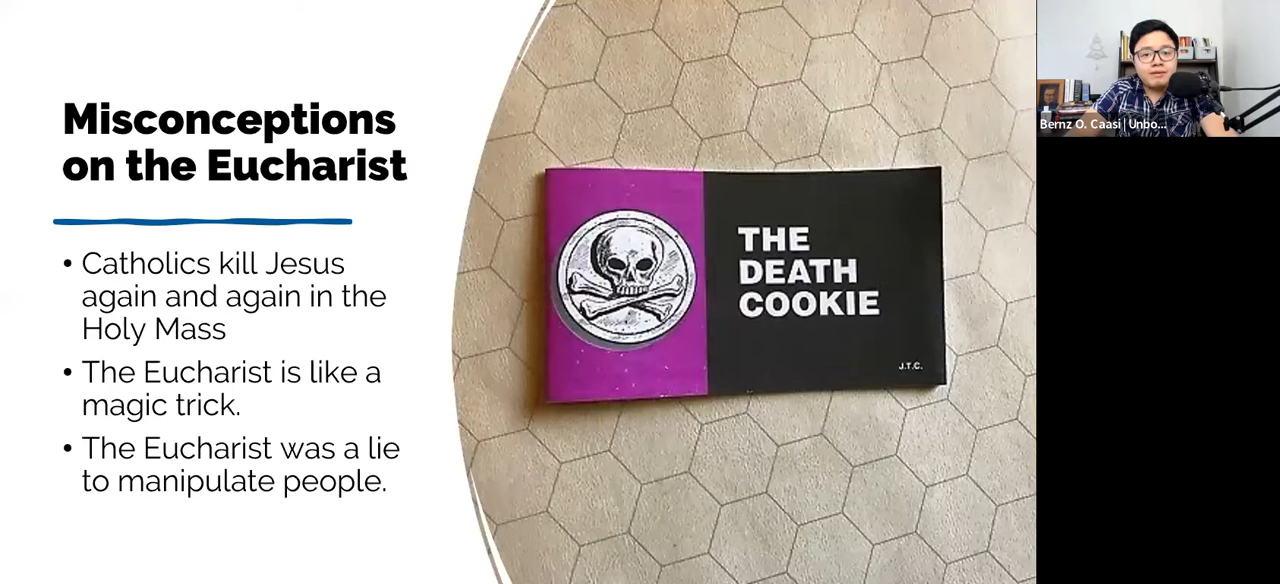 Misconceptions
on the Eucharist
• Catholics kill Jesus
again and again in the
Holy Mass
• The Eucharist is like a
magic trick.
• The Eucharist was a lie
to manipulate people.
THE
DEATH
COOKIE
J.T.C.
Bernz O. Caasi | Unbo...